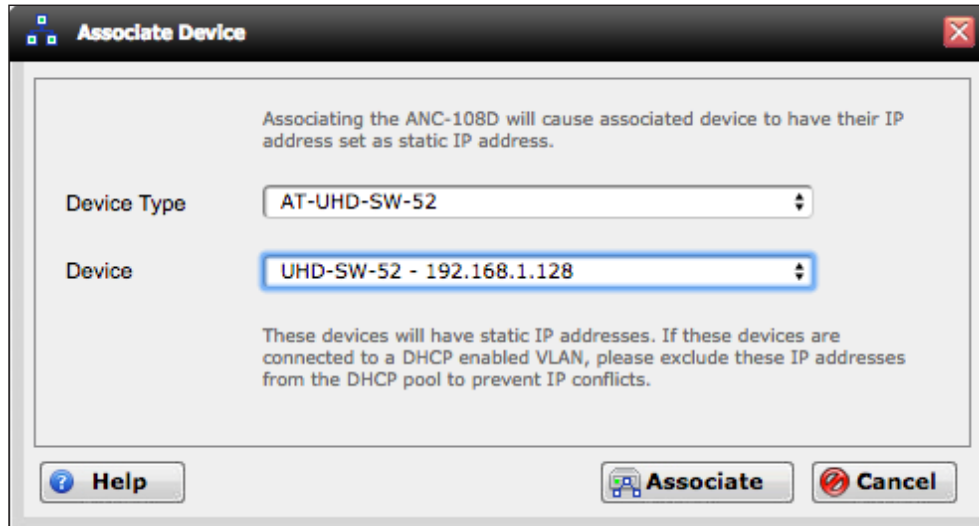 Associate Device
Associating the ANC-108D will cause associated device to have their IP
address set as static IP address.
Device Type
AT-UHD-SW-52
Device
UHD-SW-52 - 192.168.1.128
These devices will have static IP addresses. If these devices are
connected to a DHCP enabled VLAN, please exclude these IP addresses
from the DHCP pool to prevent IP conflicts.
Help
Associate
Cancel